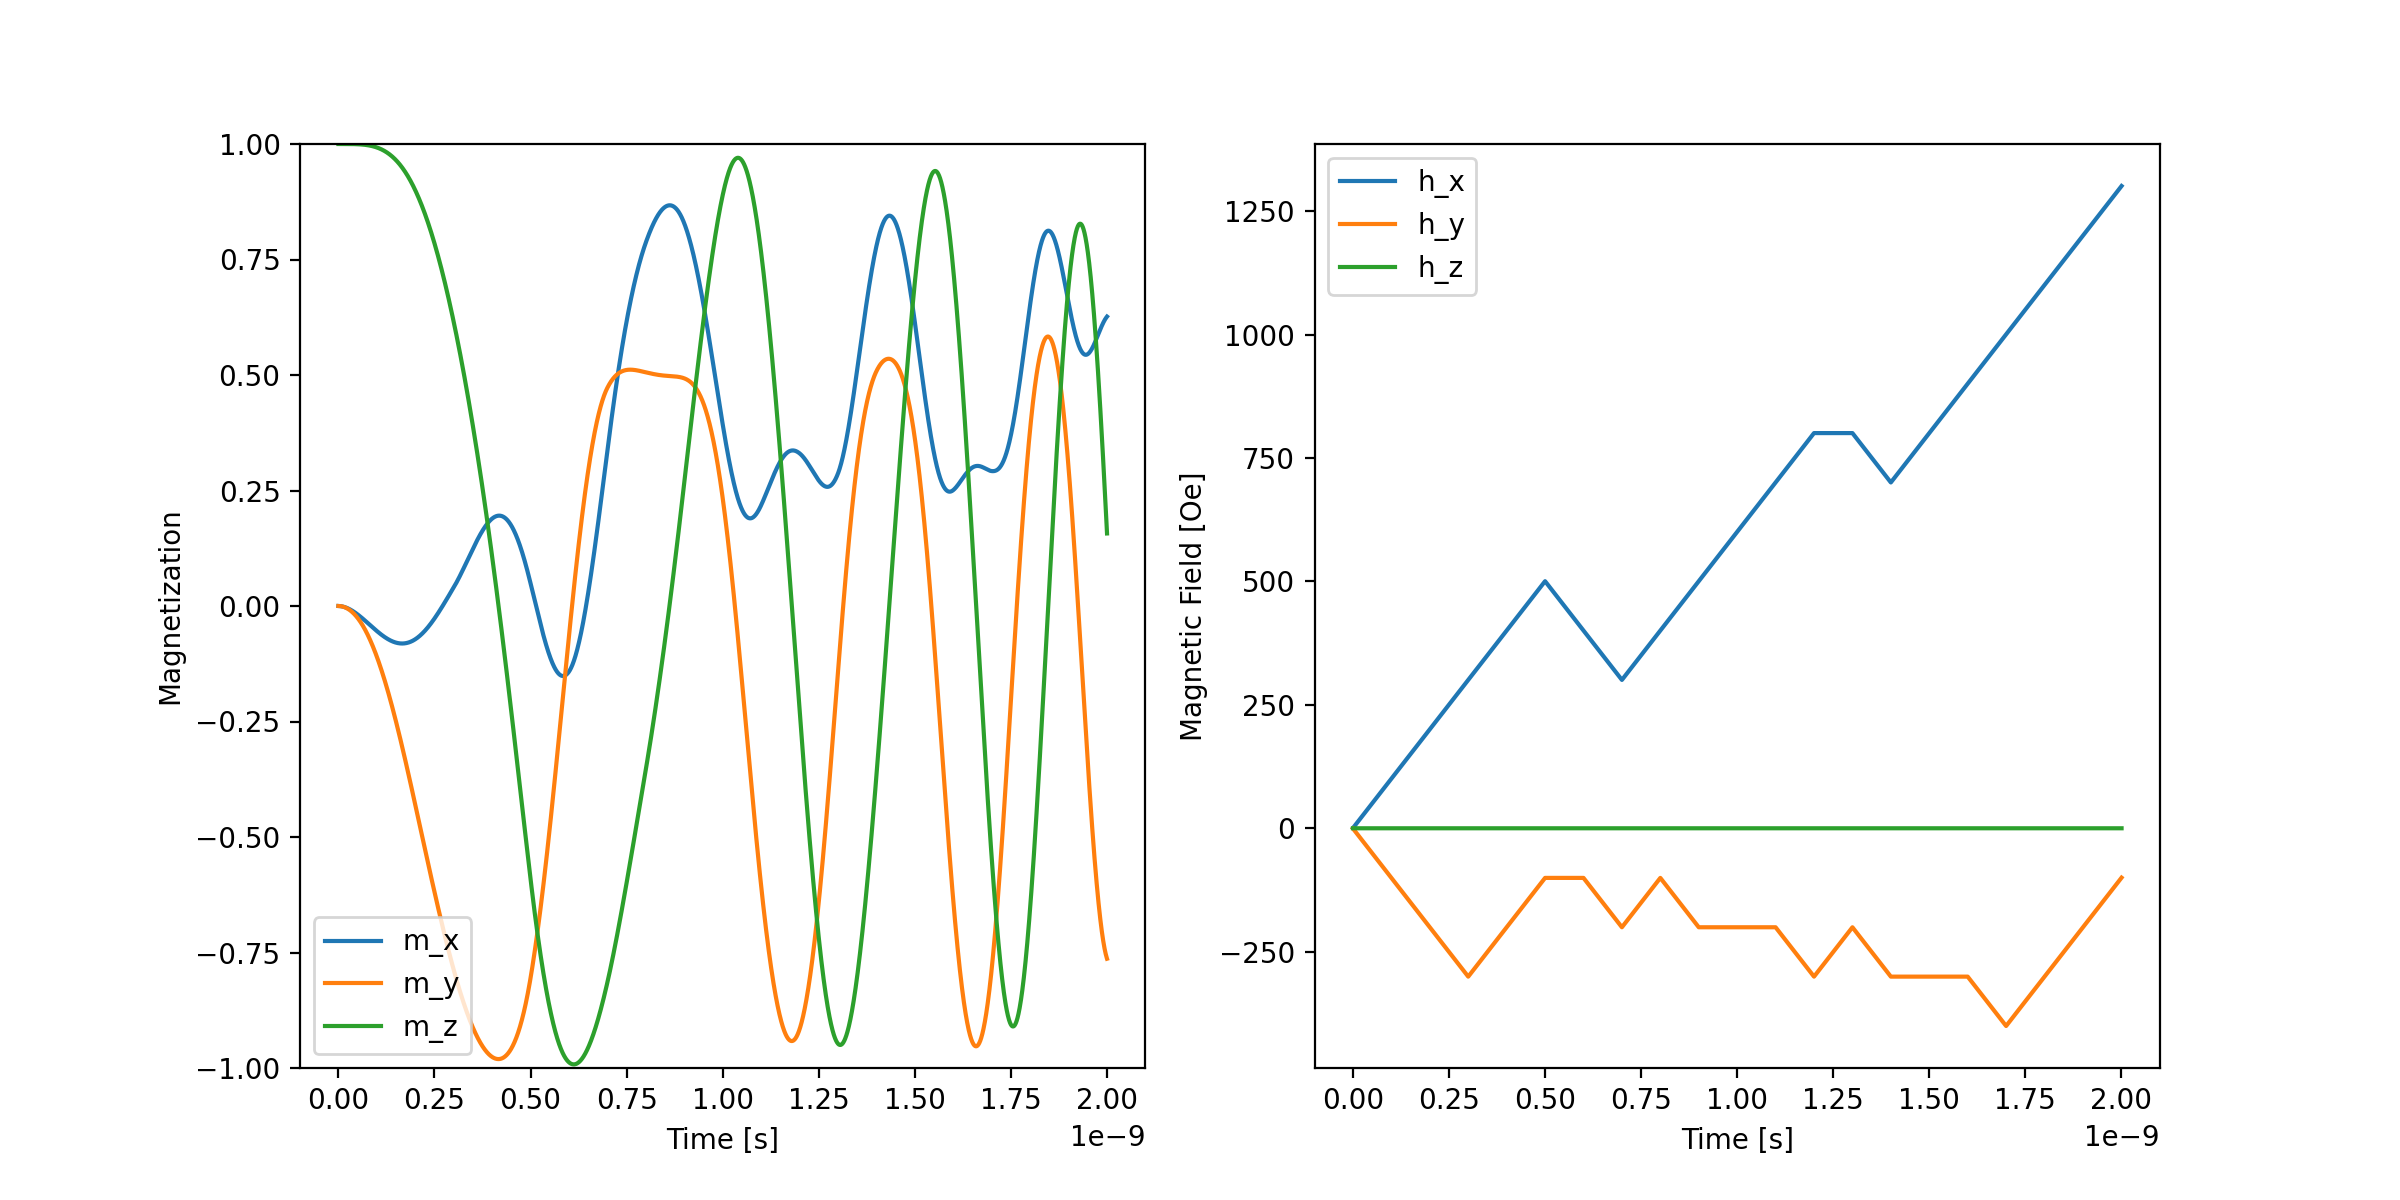 1.00
0.75
0.50
0.25
0.00
−0.25
−0.50
−0.75
−1.00
Magnetization
m_x
m_y
m_z
0.00 0.25 0.50 0.75 1.00 1.25 1.50 1.75 2.00
Time [s]
1e−9
1250
1000
750
500
250
0
−250
Magnetic Field [Oe]
h_x
h_y
h_z
0.00 0.25 0.50 0.75 1.00 1.25 1.50 1.75 2.00
Time [s]
1e−9